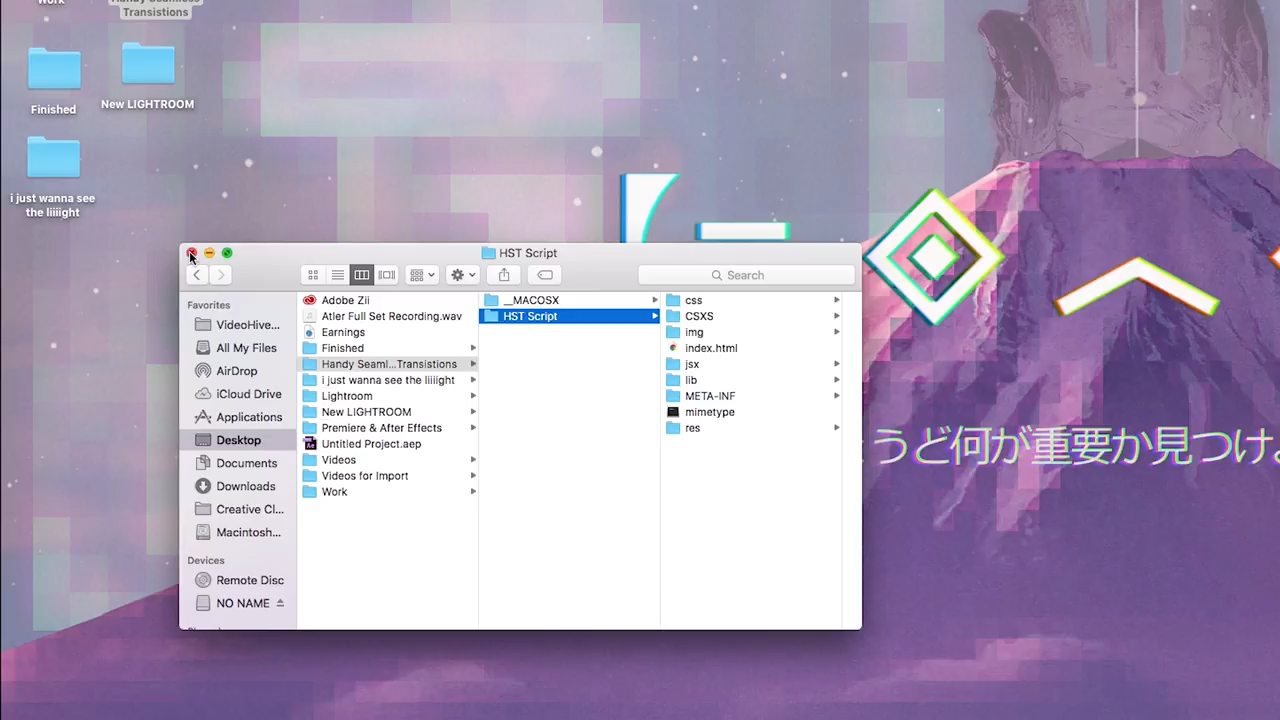 Work
Handy Seamless
Transistions
Finished
New LIGHTROOM
i just wanna see
the liiiight
HST Script
Search
Favorites
VideoHive...
All My Files
AirDrop
iCloud Drive
Applications
Desktop
Documents
Downloads
Creative Cl...
Macintosh...
Devices
Remote Disc
NO NAME
Adobe Zii
Atler Full Set Recording.wav
Earnings
Finished
Handy Seaml...Transistions
i just wanna see the liiiight
Lightroom
New LIGHTROOM
Premiere & After Effects
Untitled Project.aep
Videos
Videos for Import
Work
__MACOSX
HST Script
css
CSXS
img
index.html
jsx
lib
META-INF
mimetype
res
うど何が重要か見つけ